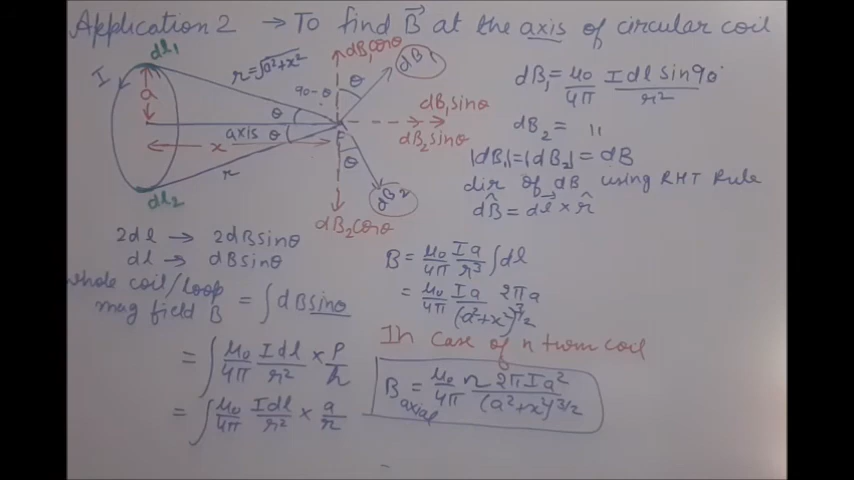 Application 2 → To find B⃗ at the axis of circular coil
dl₁
I
a
r = √a²+x²
90-θ
θ
θ
axis θ
x
r
dl₂
P
θ
dB₁cosθ
dB₁
dB₁sinθ
dB₂sinθ
dB₂
dB₂cosθ
dB₁ = μ₀/4π Idl sin90°/r²
dB₂ = "
|dB₁| = |dB₂| = dB
dir of dB using RHT Rule
dB̂ = dl⃗ × r̂
2dl → 2dBsinθ
dl → dBsinθ
whole coil/loop
mag field B = ∫dBsinθ
= ∫ μ₀/4π Idl/r² × P/h
= ∫ μ₀/4π Idl/r² × a/r
B = μ₀/4π Ia/r³ ∫dl
= μ₀/4π Ia/(a²+x²)^3/2 2πa
In case of n turn coil
B axial = μ₀/4π n 2πIa²/(a²+x²)^3/2